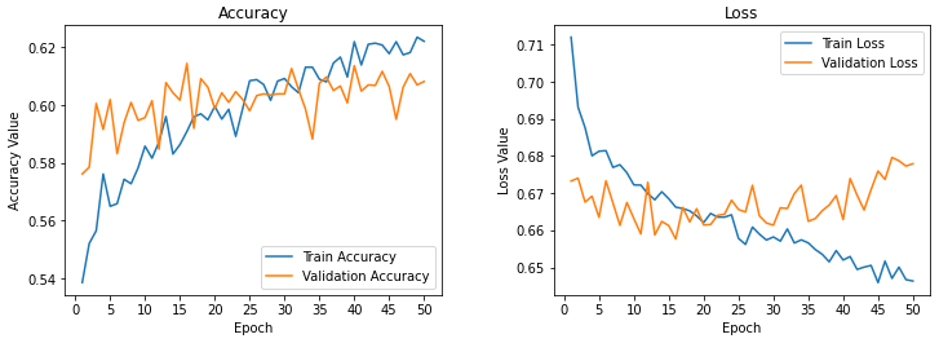 Accuracy
0.62
0.60
0.58
0.56
0.54
Accuracy Value
Train Accuracy
Validation Accuracy
0 5 10 15 20 25 30 35 40 45 50
Epoch
Loss
0.71
0.70
0.69
0.68
0.67
0.66
0.65
Loss Value
Train Loss
Validation Loss
0 5 10 15 20 25 30 35 40 45 50
Epoch